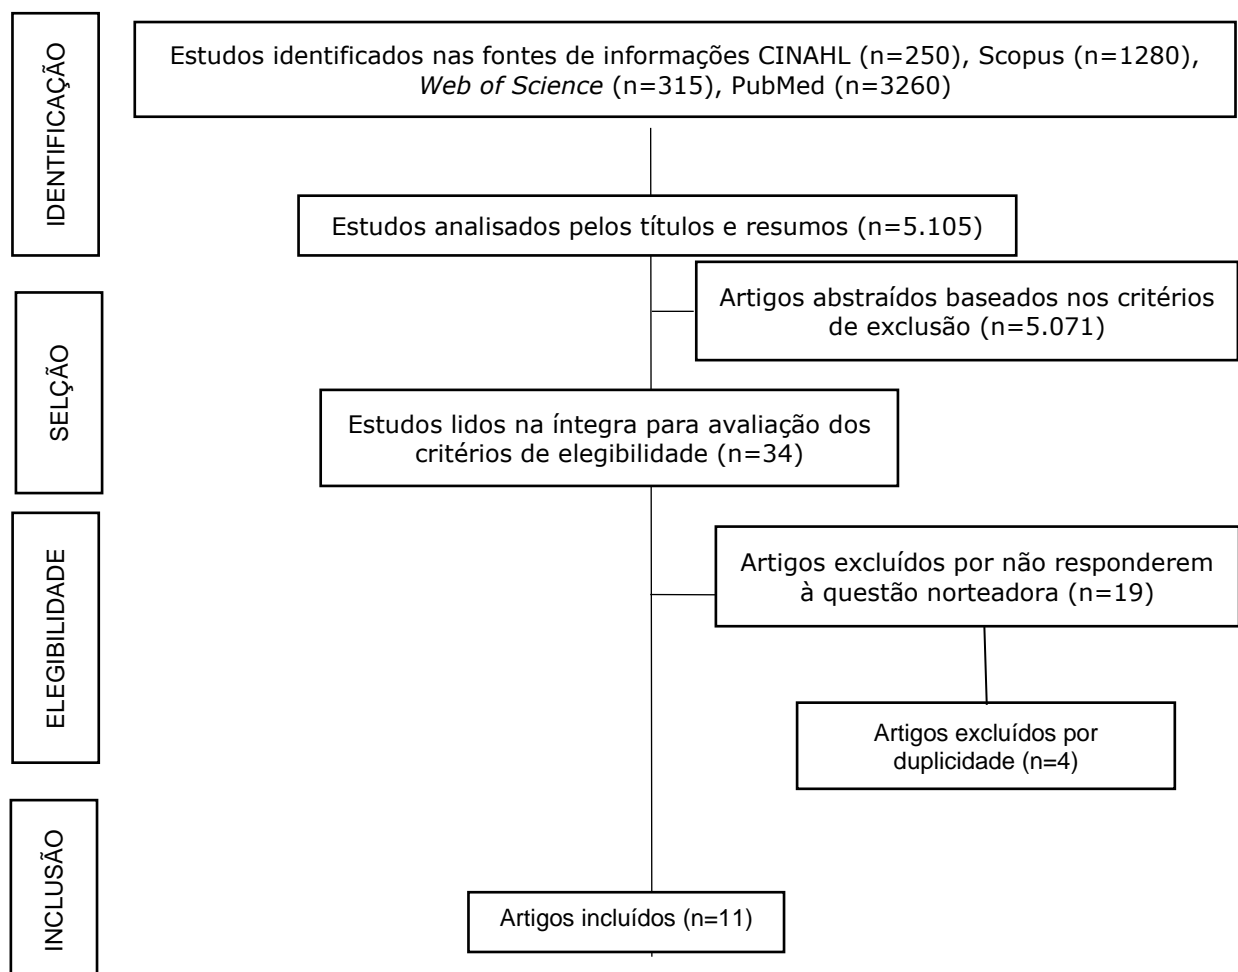 IDENTIFICAÇÃO
Estudos identificados nas fontes de informações CINAHL (n=250), Scopus (n=1280),
Web of Science (n=315), PubMed (n=3260)
Estudos analisados pelos títulos e resumos (n=5.105)
SELÇÃO
Artigos abstraídos baseados nos critérios
de exclusão (n=5.071)
Estudos lidos na íntegra para avaliação dos
critérios de elegibilidade (n=34)
ELEGIBILIDADE
Artigos excluídos por não responderem
à questão norteadora (n=19)
Artigos excluídos por
duplicidade (n=4)
INCLUSÃO
Artigos incluídos (n=11)